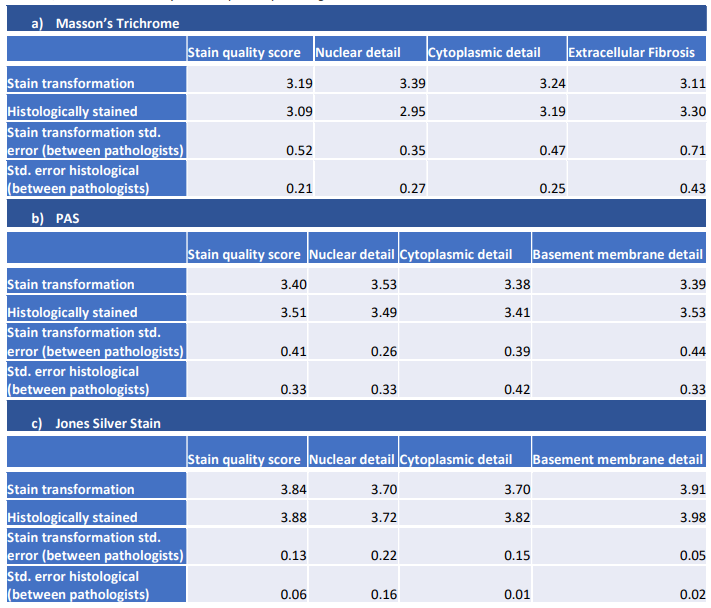 a) Masson's Trichrome
Stain quality score Nuclear detail Cytoplasmic detail Extracellular Fibrosis
Stain transformation 3.19 3.39 3.24 3.11
Histologically stained 3.09 2.95 3.19 3.30
Stain transformation std.
error (between pathologists) 0.52 0.35 0.47 0.71
Std. error histological
(between pathologists) 0.21 0.27 0.25 0.43
b) PAS
Stain quality score Nuclear detail Cytoplasmic detail Basement membrane detail
Stain transformation 3.40 3.53 3.38 3.39
Histologically stained 3.51 3.49 3.41 3.53
Stain transformation std.
error (between pathologists) 0.41 0.26 0.39 0.44
Std. error histological
(between pathologists) 0.33 0.33 0.42 0.33
c) Jones Silver Stain
Stain quality score Nuclear detail Cytoplasmic detail Basement membrane detail
Stain transformation 3.84 3.70 3.70 3.91
Histologically stained 3.88 3.72 3.82 3.98
Stain transformation std.
error (between pathologists) 0.13 0.22 0.15 0.05
Std. error histological
(between pathologists) 0.06 0.16 0.01 0.02